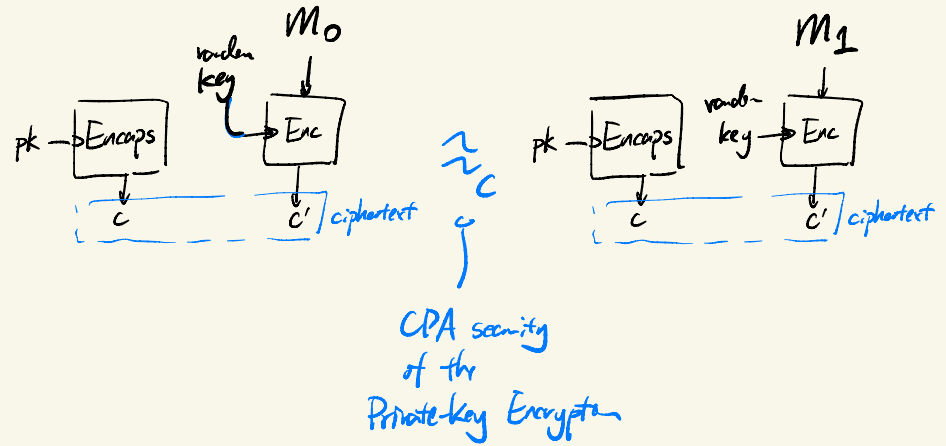 M0
random
key
pk
Encaps
Enc
c
c'
ciphertext
≈c
M1
random
key
pk
Encaps
Enc
c
c'
ciphertext
CPA security
of the
Private-key Encryption